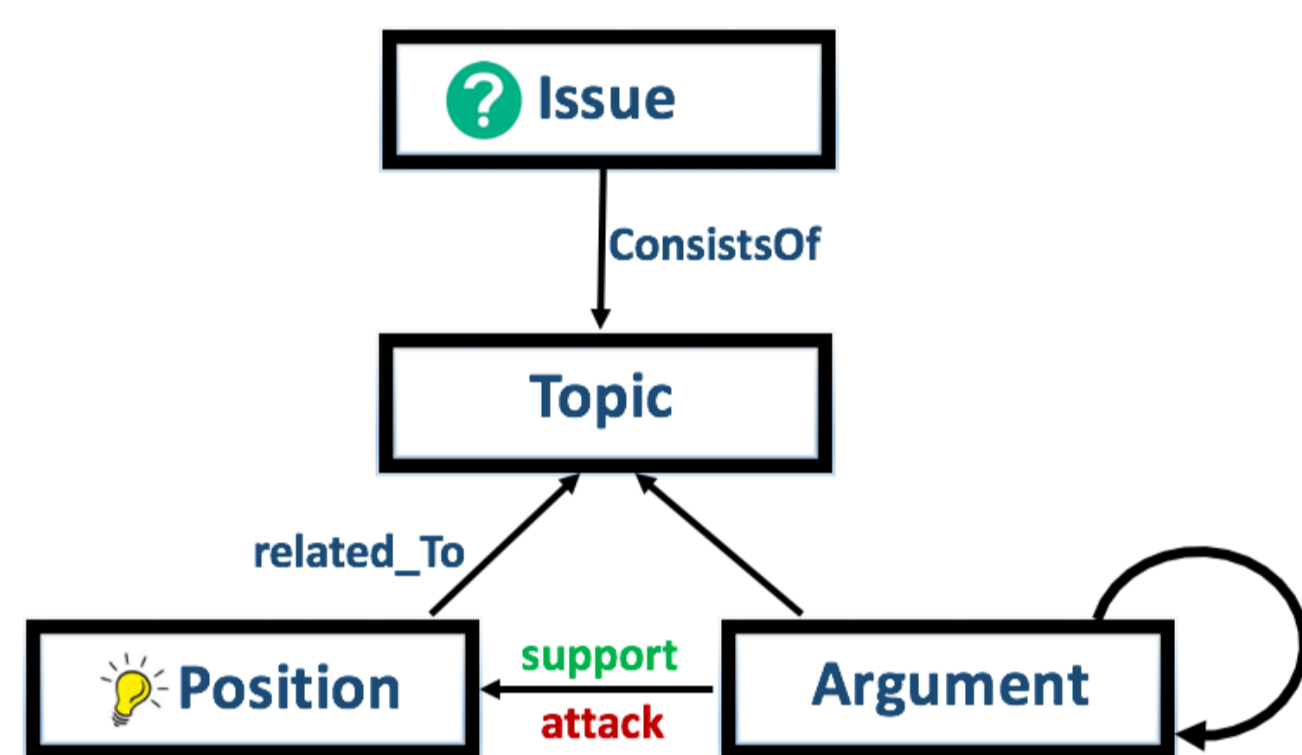 ? Issue
ConsistsOf
Topic
related_To
Position
support
attack
Argument